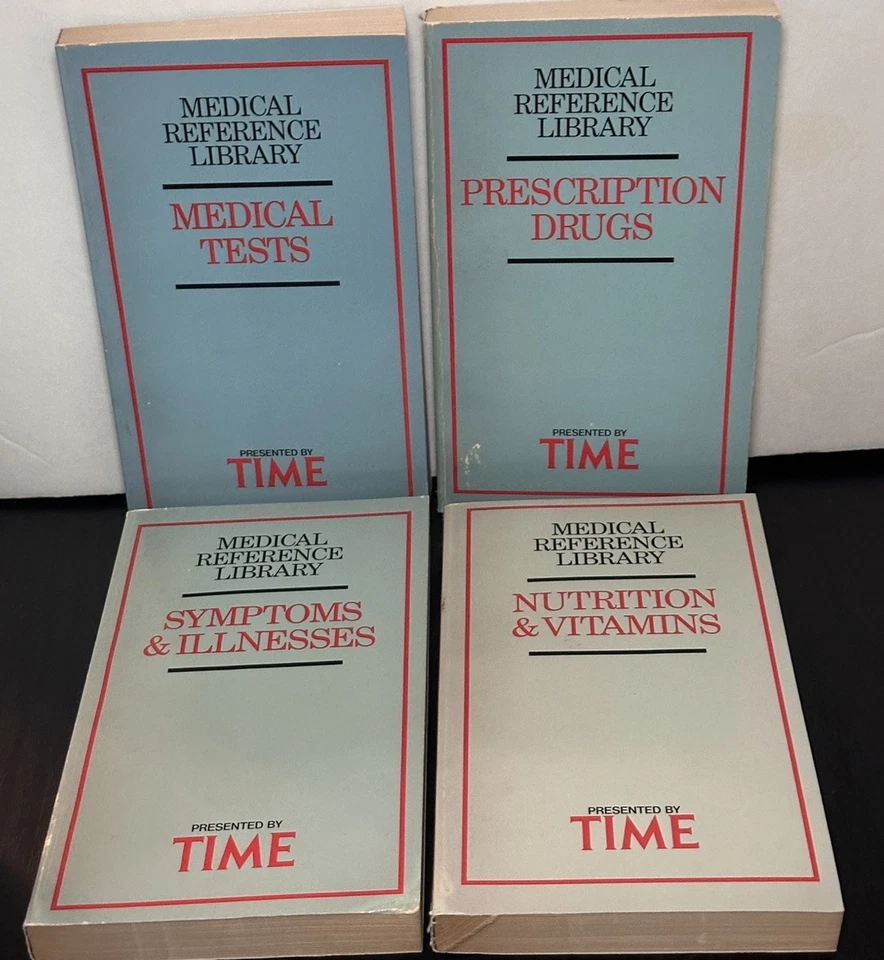 MEDICAL
REFERENCE
LIBRARY
MEDICAL
TESTS
PRESENTED BY
TIME
MEDICAL
REFERENCE
LIBRARY
PRESCRIPTION
DRUGS
PRESENTED BY
TIME
MEDICAL
REFERENCE
LIBRARY
SYMPTOMS
& ILLNESSES
PRESENTED BY
TIME
MEDICAL
REFERENCE
LIBRARY
NUTRITION
& VITAMINS
PRESENTED BY
TIME